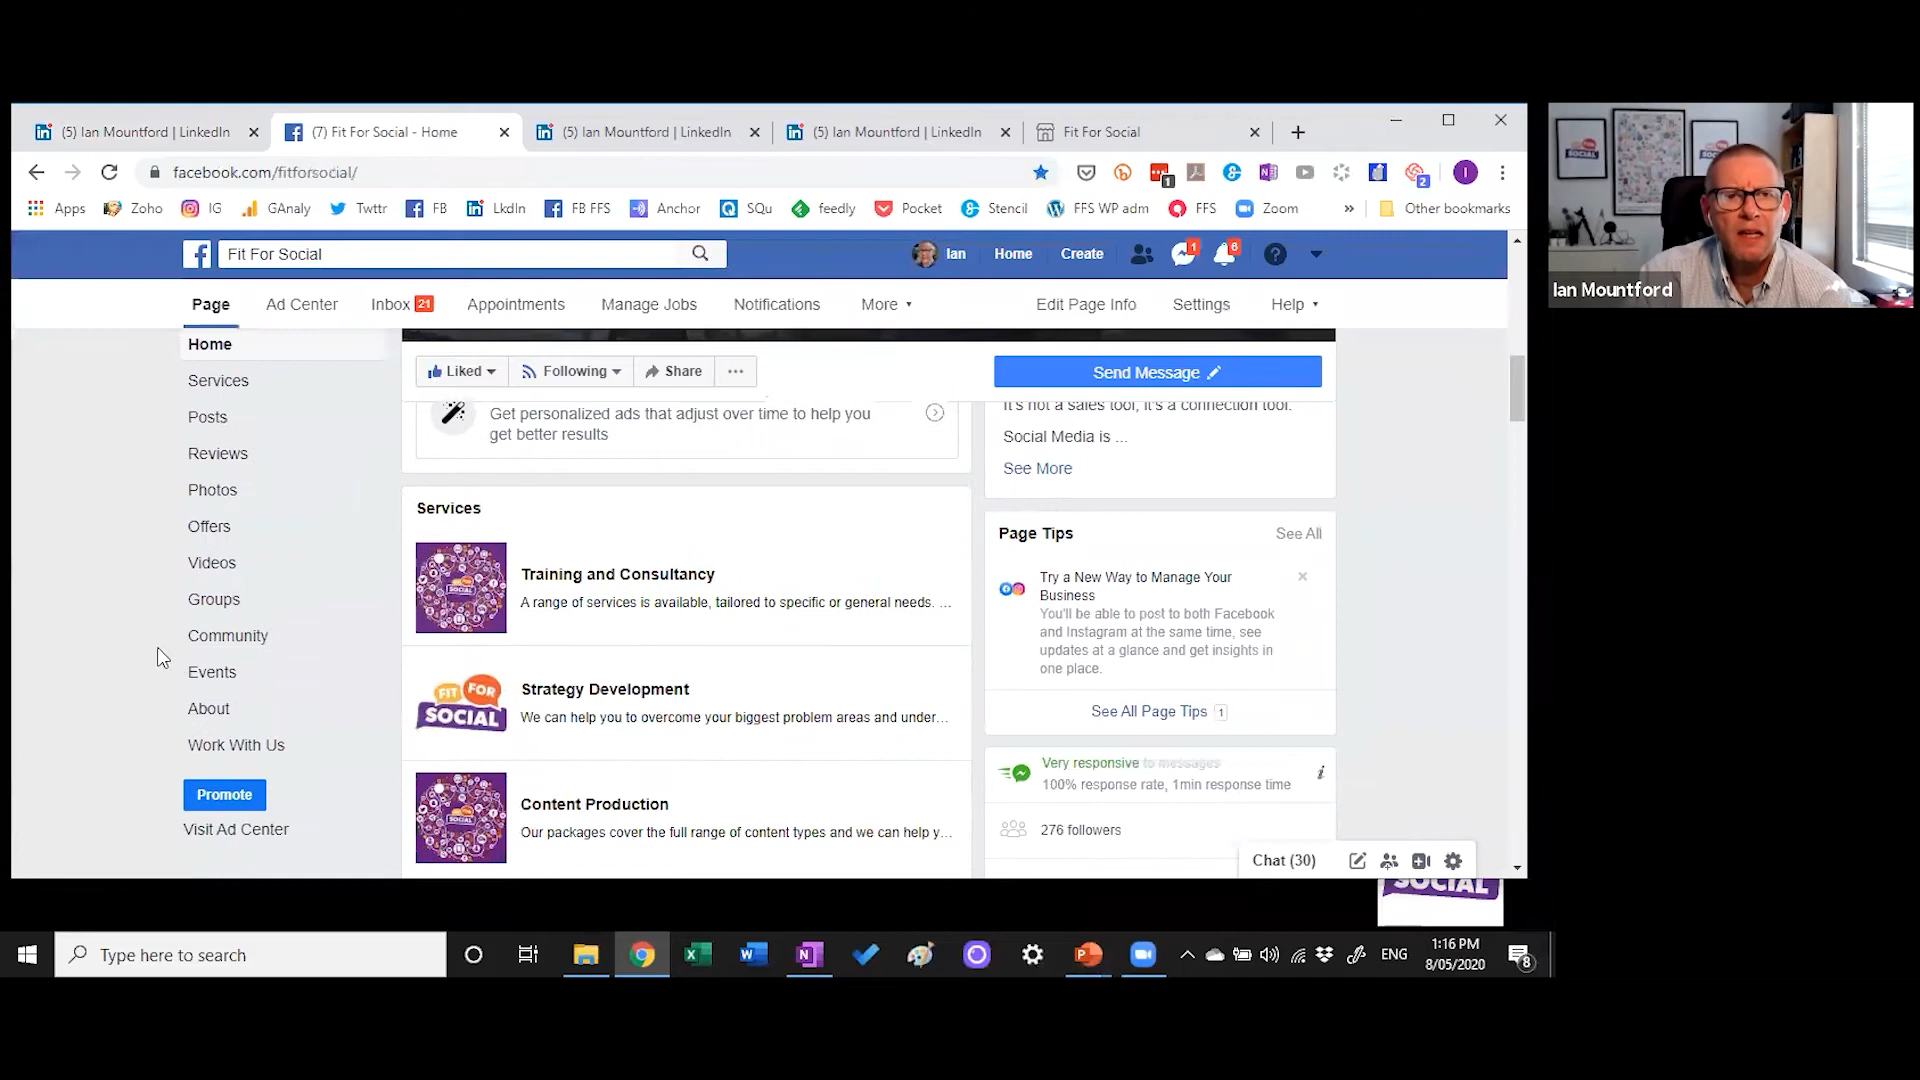 (5) Ian Mountford | LinkedIn
(7) Fit For Social - Home
(5) Ian Mountford | LinkedIn
(5) Ian Mountford | LinkedIn
Fit For Social
facebook.com/fitforsocial/
1
2
I
Apps
Zoho
IG
GAnaly
Twttr
FB
LkdIn
FB FFS
Anchor
SQu
feedly
Pocket
Stencil
FFS WP adm
FFS
Zoom
»
Other bookmarks
Fit For Social
Ian
Home
Create
1
6
Page
Ad Center
Inbox 21
Appointments
Manage Jobs
Notifications
More
Edit Page Info
Settings
Help
Home
Services
Posts
Reviews
Photos
Offers
Videos
Groups
Community
Events
About
Work With Us
Promote
Visit Ad Center
Liked
Following
Share
...
Send Message
Get personalized ads that adjust over time to help you
get better results
Services
Training and Consultancy
A range of services is available, tailored to specific or general needs. ...
FIT FOR
SOCIAL
Strategy Development
We can help you to overcome your biggest problem areas and under...
Content Production
Our packages cover the full range of content types and we can help y...
It's not a sales tool, it's a connection tool.
Social Media is ...
See More
Page Tips
See All
Try a New Way to Manage Your
Business
You'll be able to post to both Facebook
and Instagram at the same time, see
updates at a glance and get insights in
one place.
See All Page Tips 1
Very responsive to messages
100% response rate, 1min response time
276 followers
Chat (30)
SOCIAL
Ian Mountford
SOCIAL
Type here to search
ENG
1:16 PM
8/05/2020
8